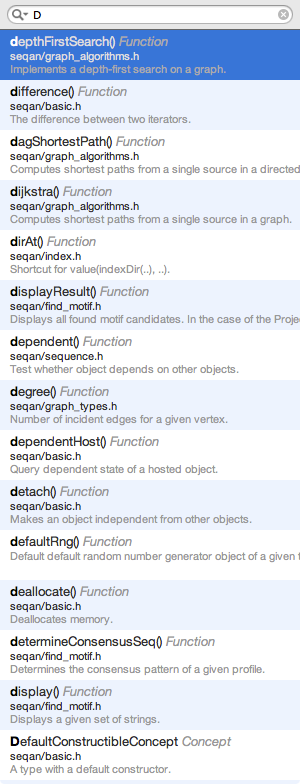 D
depthFirstSearch() Function
seqan/graph_algorithms.h
Implements a depth-first search on a graph.
difference() Function
seqan/basic.h
The difference between two iterators.
dagShortestPath() Function
seqan/graph_algorithms.h
Computes shortest paths from a single source in a directed
dijkstra() Function
seqan/graph_algorithms.h
Computes shortest paths from a single source in a graph.
dirAt() Function
seqan/index.h
Shortcut for value(indexDir(..), ..).
displayResult() Function
seqan/find_motif.h
Displays all found motif candidates. In the case of the Proje
dependent() Function
seqan/sequence.h
Test whether object depends on other objects.
degree() Function
seqan/graph_types.h
Number of incident edges for a given vertex.
dependentHost() Function
seqan/basic.h
Query dependent state of a hosted object.
detach() Function
seqan/basic.h
Makes an object independent from other objects.
defaultRng() Function
Default default random number generator object of a given t
deallocate() Function
seqan/basic.h
Deallocates memory.
determineConsensusSeq() Function
seqan/find_motif.h
Determines the consensus pattern of a given profile.
display() Function
seqan/find_motif.h
Displays a given set of strings.
DefaultConstructibleConcept Concept
seqan/basic.h
A type with a default constructor.